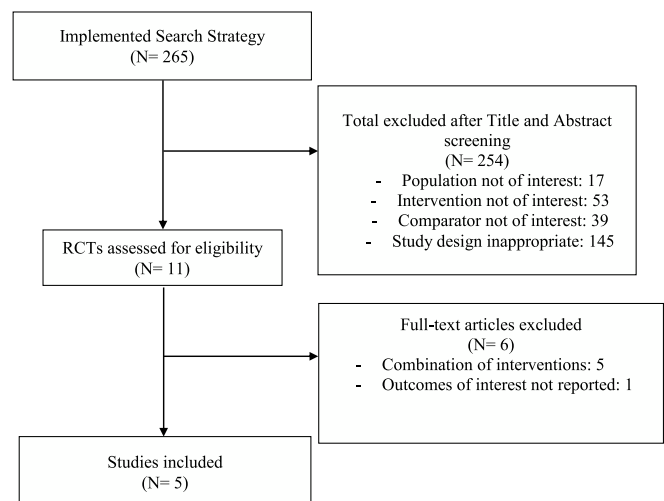 Implemented Search Strategy
(N= 265)
Total excluded after Title and Abstract
screening
(N= 254)
- Population not of interest: 17
- Intervention not of interest: 53
- Comparator not of interest: 39
- Study design inappropriate: 145
RCTs assessed for eligibility
(N= 11)
Full-text articles excluded
(N= 6)
- Combination of interventions: 5
- Outcomes of interest not reported: 1
Studies included
(N= 5)